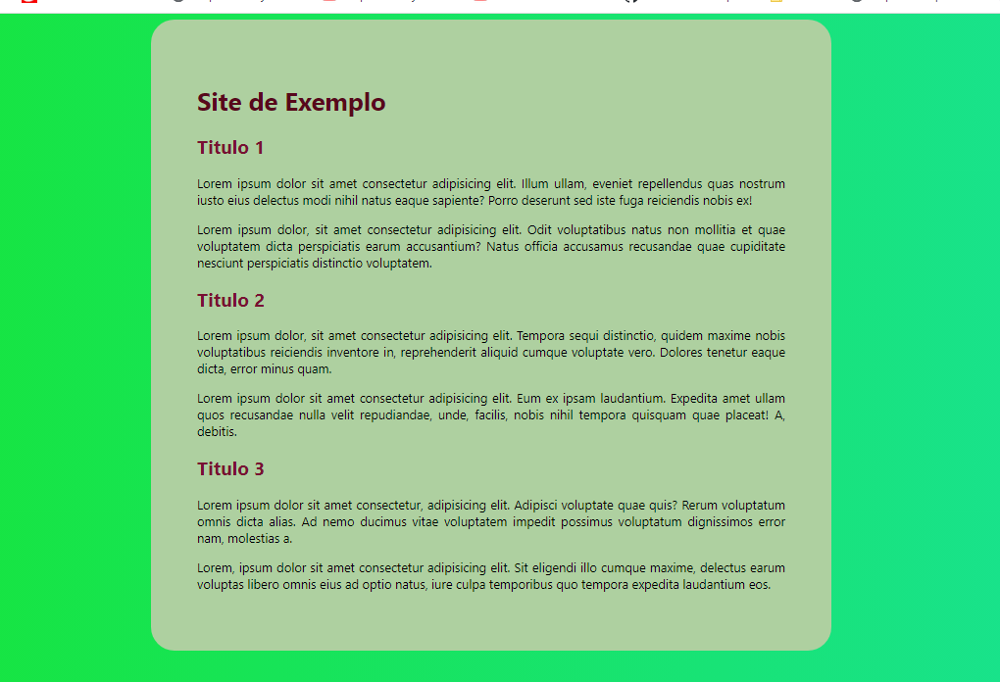 Site de Exemplo
Titulo 1
Lorem ipsum dolor sit amet consectetur adipisicing elit. Illum ullam, eveniet repellendus quas nostrum
iusto eius delectus modi nihil natus eaque sapiente? Porro deserunt sed iste fuga reiciendis nobis ex!
Lorem ipsum dolor, sit amet consectetur adipisicing elit. Odit voluptatibus natus non mollitia et quae
voluptatem dicta perspiciatis earum accusantium? Natus officia accusamus recusandae quae cupiditate
nesciunt perspiciatis distinctio voluptatem.
Titulo 2
Lorem ipsum dolor, sit amet consectetur adipisicing elit. Tempora sequi distinctio, quidem maxime nobis
voluptatibus reiciendis inventore in, reprehenderit aliquid cumque voluptate vero. Dolores tenetur eaque
dicta, error minus quam.
Lorem ipsum dolor sit amet consectetur adipisicing elit. Eum ex ipsam laudantium. Expedita amet ullam
quos recusandae nulla velit repudiandae, unde, facilis, nobis nihil tempora quisquam quae placeat! A,
debitis.
Titulo 3
Lorem ipsum dolor sit amet consectetur, adipisicing elit. Adipisci voluptate quae quis? Rerum voluptatum
omnis dicta alias. Ad nemo ducimus vitae voluptatem impedit possimus voluptatum dignissimos error
nam, molestias a.
Lorem, ipsum dolor sit amet consectetur adipisicing elit. Sit eligendi illo cumque maxime, delectus earum
voluptas libero omnis eius ad optio natus, iure culpa temporibus quo tempora expedita laudantium eos.